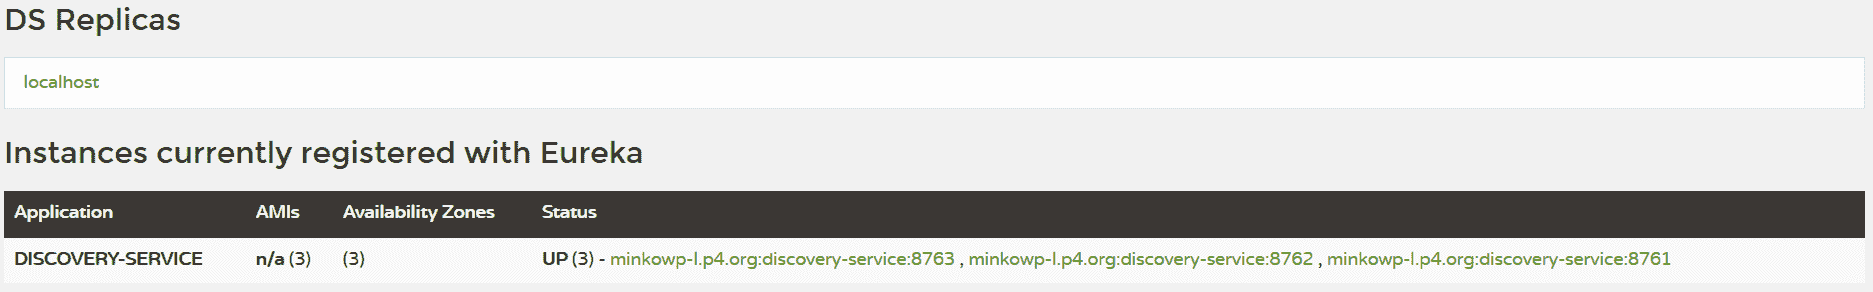 DS Replicas
localhost
Instances currently registered with Eureka
Application AMIs Availability Zones Status
DISCOVERY-SERVICE n/a (3) (3) UP (3) - minkowp-l.p4.org:discovery-service:8763 , minkowp-l.p4.org:discovery-service:8762 , minkowp-l.p4.org:discovery-service:8761